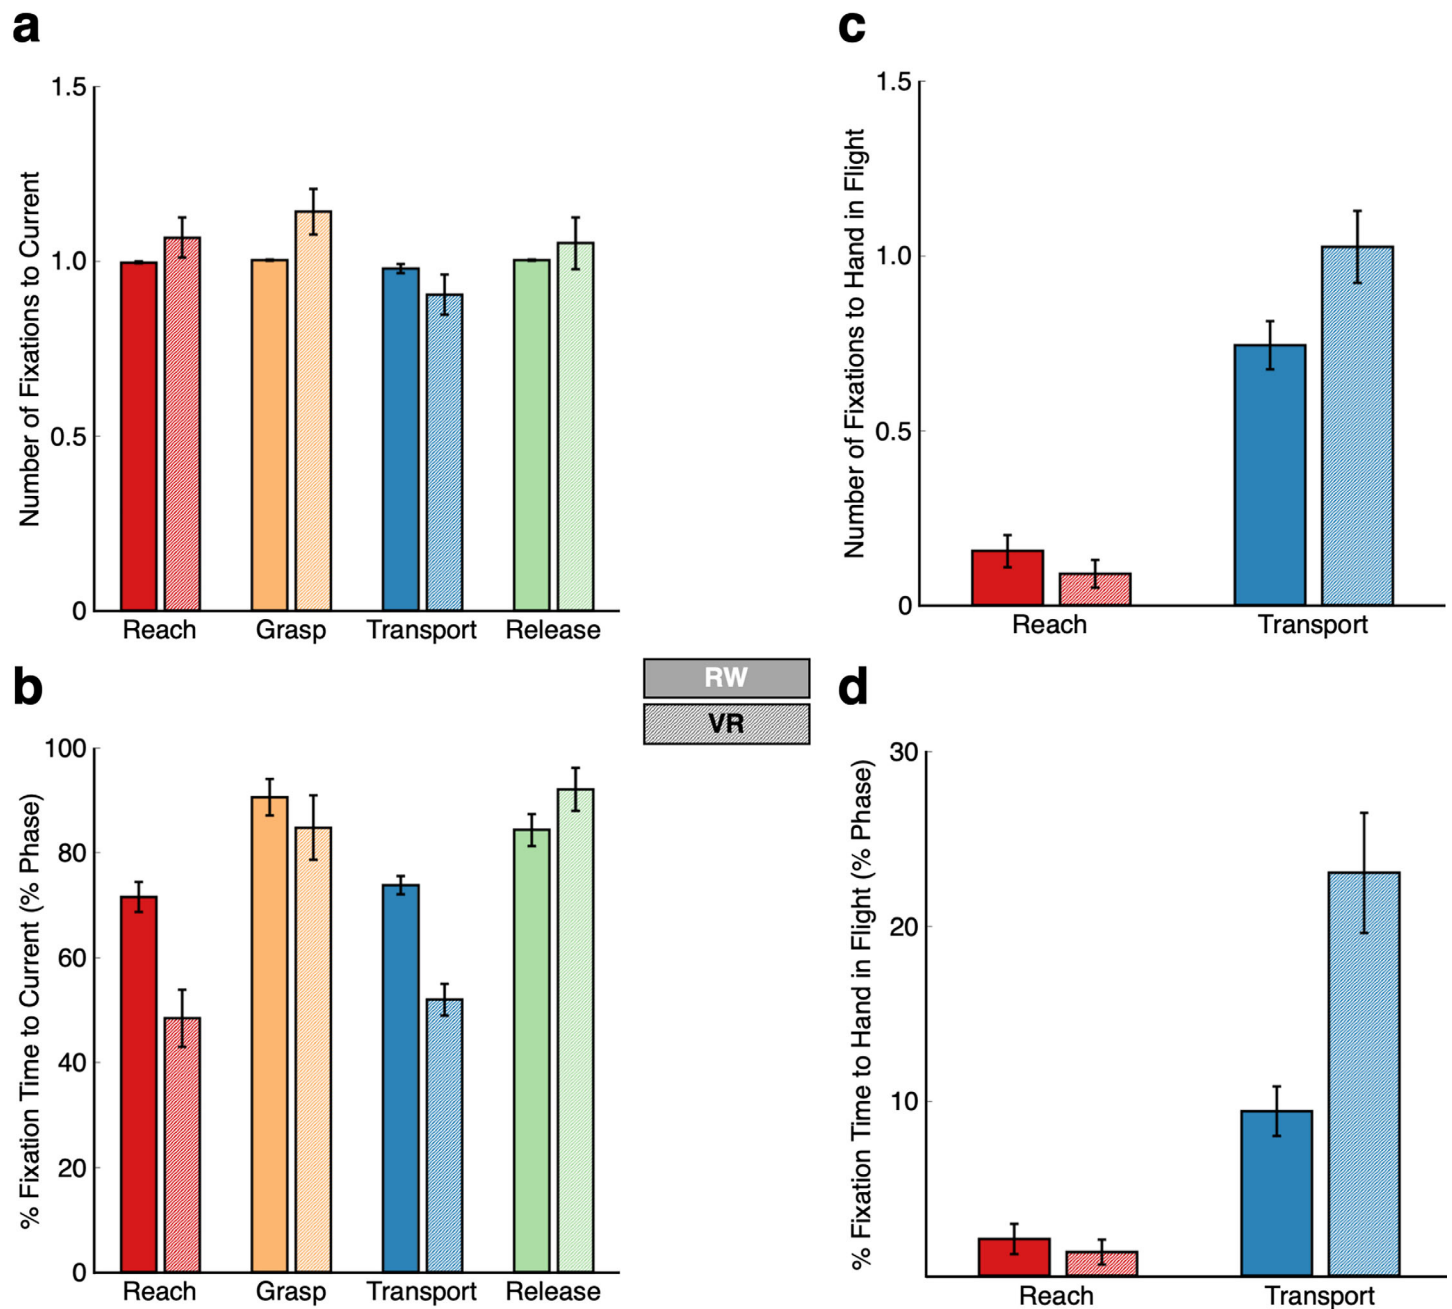 a
Number of Fixations to Current
1.5
1.0
0.5
0
Reach Grasp Transport Release
c
Number of Fixations to Hand in Flight
1.5
1.0
0.5
0
Reach Transport
RW
VR
b
% Fixation Time to Current (% Phase)
100
80
60
40
20
0
Reach Grasp Transport Release
d
% Fixation Time to Hand in Flight (% Phase)
30
20
10
Reach Transport